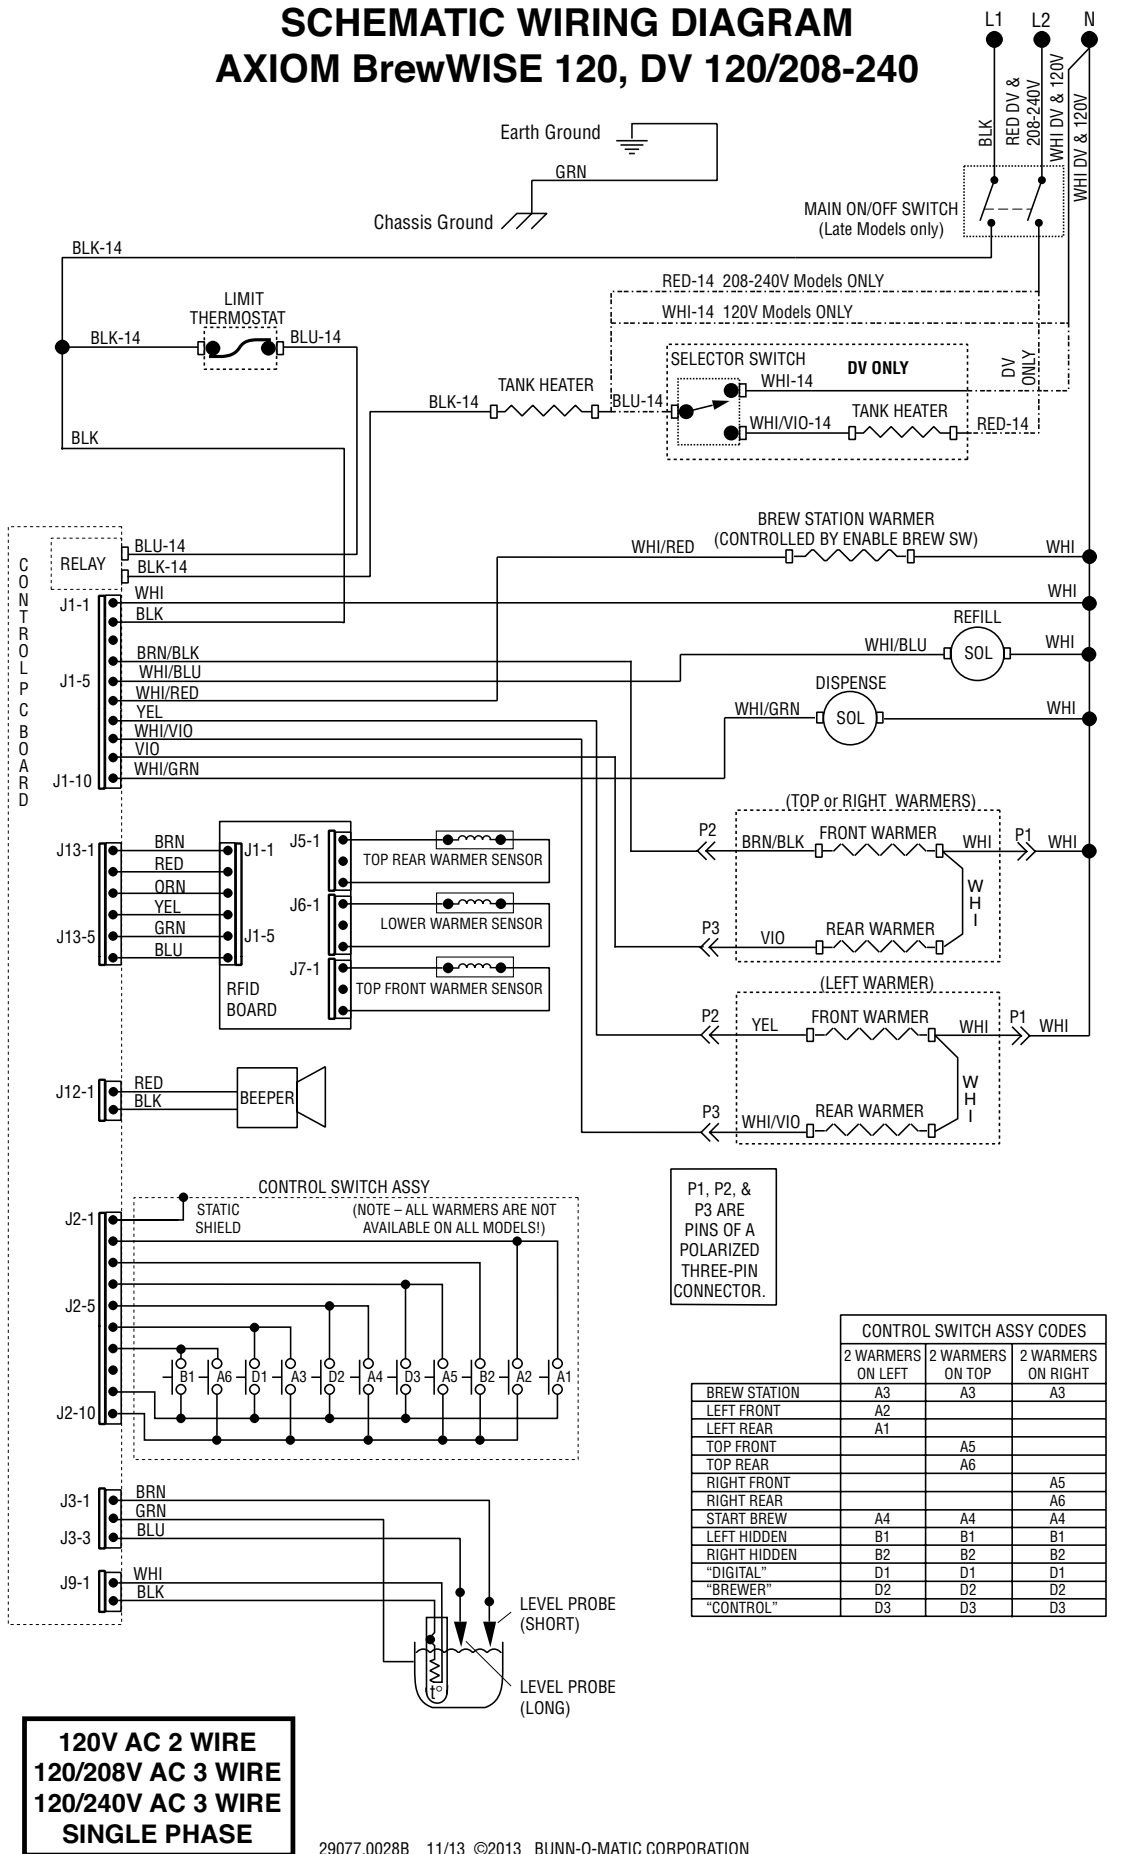 SCHEMATIC WIRING DIAGRAM
AXIOM BrewWISE 120, DV 120/208-240
L1
L2
N
BLK
RED DV &
208-240V
WHI DV & 120V
WHI DV & 120V
Earth Ground
GRN
Chassis Ground
MAIN ON/OFF SWITCH
(Late Models only)
BLK-14
RED-14 208-240V Models ONLY
WHI-14 120V Models ONLY
LIMIT
THERMOSTAT
BLK-14
BLU-14
SELECTOR SWITCH
DV ONLY
DV
ONLY
WHI-14
TANK HEATER
BLK-14
BLU-14
WHI/VIO-14
TANK HEATER
RED-14
BLK
BREW STATION WARMER
(CONTROLLED BY ENABLE BREW SW)
WHI/RED
WHI
CONTROL PC BOARD
RELAY
BLU-14
BLK-14
J1-1
WHI
WHI
BLK
REFILL
WHI/BLU
SOL
WHI
BRN/BLK
WHI/BLU
J1-5
WHI/RED
DISPENSE
YEL
WHI/GRN
SOL
WHI
WHI/VIO
VIO
J1-10
WHI/GRN
(TOP or RIGHT WARMERS)
P2
BRN/BLK
FRONT WARMER
WHI
P1
WHI
WHI
P3
VIO
REAR WARMER
J13-1
BRN
RED
ORN
YEL
J13-5
GRN
BLU
J1-1
J1-5
RFID
BOARD
J5-1
TOP REAR WARMER SENSOR
J6-1
LOWER WARMER SENSOR
J7-1
TOP FRONT WARMER SENSOR
(LEFT WARMER)
P2
YEL
FRONT WARMER
WHI
P1
WHI
WHI
P3
WHI/VIO
REAR WARMER
J12-1
RED
BLK
BEEPER
P1, P2, &
P3 ARE
PINS OF A
POLARIZED
THREE-PIN
CONNECTOR.
CONTROL SWITCH ASSY
STATIC
SHIELD
(NOTE – ALL WARMERS ARE NOT
AVAILABLE ON ALL MODELS!)
J2-1
J2-5
J2-10
B1 A6 D1 A3 D2 A4 D3 A5 B2 A2 A1
CONTROL SWITCH ASSY CODES
2 WARMERS
ON LEFT
2 WARMERS
ON TOP
2 WARMERS
ON RIGHT
BREW STATION A3 A3 A3
LEFT FRONT A2
LEFT REAR A1
TOP FRONT A5
TOP REAR A6
RIGHT FRONT A5
RIGHT REAR A6
START BREW A4 A4 A4
LEFT HIDDEN B1 B1 B1
RIGHT HIDDEN B2 B2 B2
“DIGITAL” D1 D1 D1
“BREWER” D2 D2 D2
“CONTROL” D3 D3 D3
J3-1
BRN
GRN
J3-3
BLU
J9-1
WHI
BLK
t°
LEVEL PROBE
(SHORT)
LEVEL PROBE
(LONG)
120V AC 2 WIRE
120/208V AC 3 WIRE
120/240V AC 3 WIRE
SINGLE PHASE
29077.0028B 11/13 ©2013 BUNN-O-MATIC CORPORATION